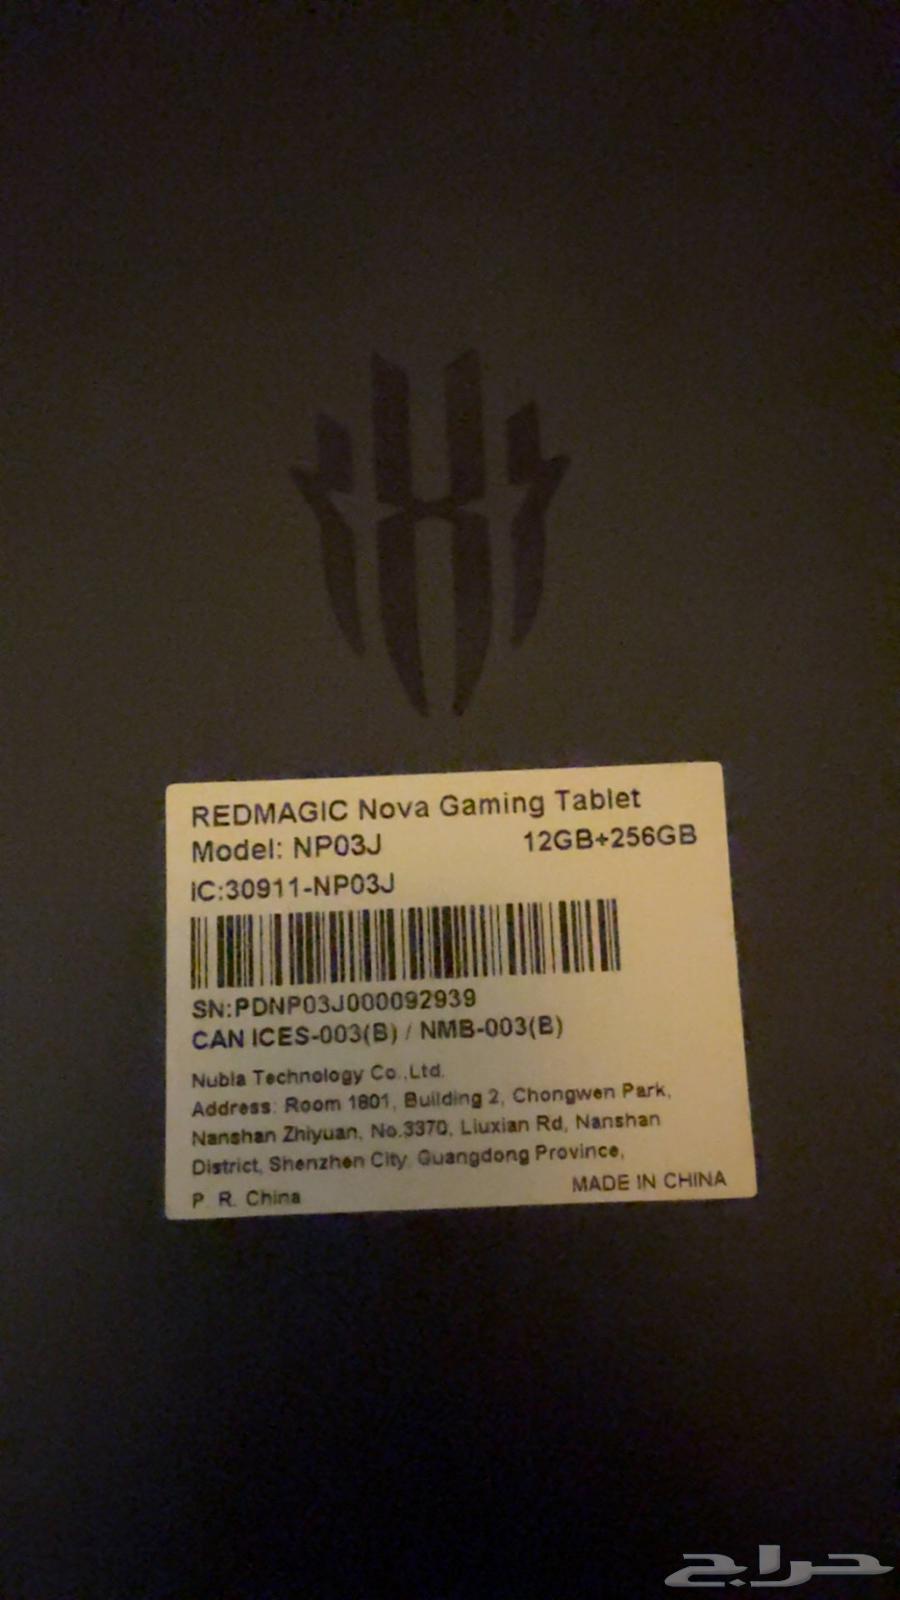 REDMAGIC Nova Gaming Tablet
Model: NP03J 12GB+256GB
IC:30911-NP03J
SN:PDNP03J000092939
CAN ICES-003(B) / NMB-003(B)
Nubia Technology Co.,Ltd.
Address: Room 1801, Building 2, Chongwen Park,
Nanshan Zhiyuan, No.3370, Liuxian Rd, Nanshan
District, Shenzhen City, Guangdong Province,
P. R. China MADE IN CHINA
حراج